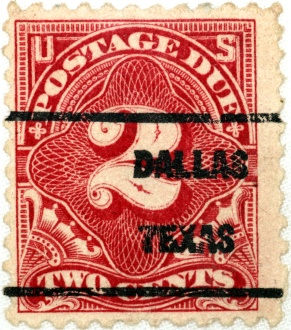 U S
POSTAGE DUE
2
DALLAS
TEXAS
TWO CENTS